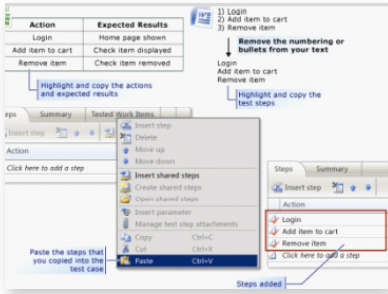 Action Expected Results
Login Home page shown
Add item to cart Check item displayed
Remove item Check item removed
Highlight and copy the actions
and expected results
1) Login
2) Add item to cart
3) Remove item
Remove the numbering or
bullets from your text
Login
Add item to cart
Remove item
Highlight and copy the
test steps
eps Summary Tested Work Items
Insert step
Action
Click here to add a step
Insert step
Delete
Move up
Move down
Insert shared steps
Create shared steps
Open shared steps
Insert parameter
Manage test step attachments
Copy Ctrl+C
Cut Ctrl+X
Paste Ctrl+V
Paste the steps that
you copied into the
test case
Steps Summary
Insert step
Action
Login
Add item to cart
Remove item
Click here to add a step
Steps added